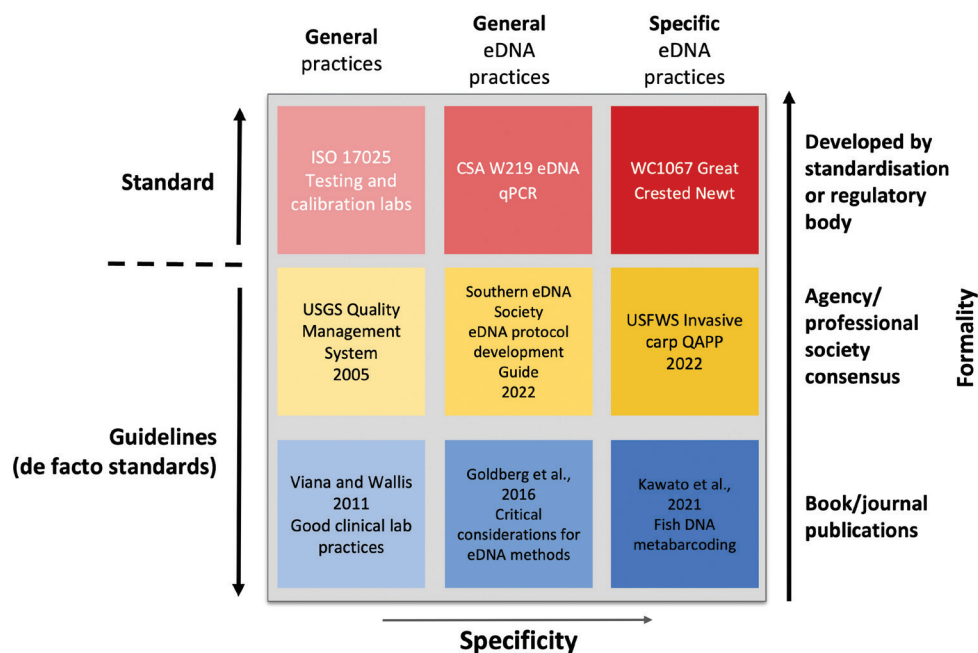 General
practices
General
eDNA
practices
Specific
eDNA
practices
Standard
ISO 17025
Testing and
calibration labs
CSA W219 eDNA
qPCR
WC1067 Great
Crested Newt
Developed by
standardisation
or regulatory
body
Guidelines
(de facto standards)
USGS Quality
Management
System
2005
Southern eDNA
Society
eDNA protocol
development
Guide
2022
USFWS Invasive
carp QAPP
2022
Agency/
professional
society
consensus
Formality
Viana and Wallis
2011
Good clinical lab
practices
Goldberg et al.,
2016
Critical
considerations for
eDNA methods
Kawato et al.,
2021
Fish DNA
metabarcoding
Book/journal
publications
Specificity